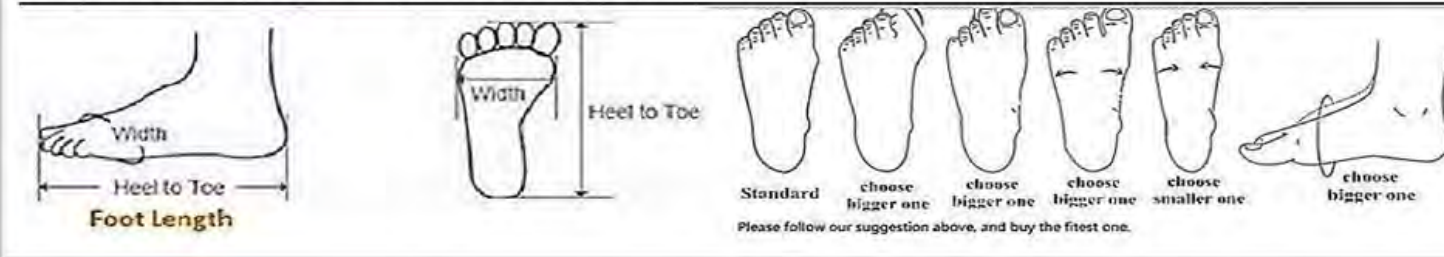 Width
Heel to Toe
Foot Length
Width
Heel to Toe
Standard
choose
bigger one
choose
bigger one
choose
bigger one
choose
smaller one
choose
bigger one
Please follow our suggestion above, and buy the fitest one.